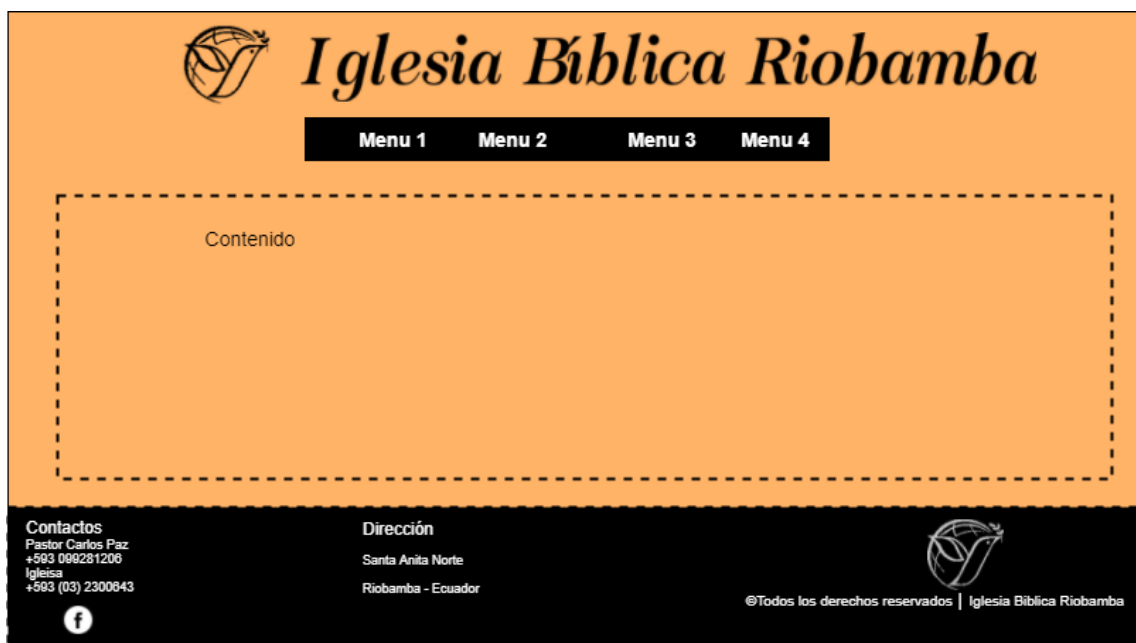 Iglesia Bíblica Riobamba
Menu 1 Menu 2 Menu 3 Menu 4
Contenido
Contactos
Pastor Carlos Paz
+593 099281206
Igleisa
+593 (03) 2300643
f
Dirección
Santa Anita Norte
Riobamba - Ecuador
©Todos los derechos reservados | Iglesia Biblica Riobamba